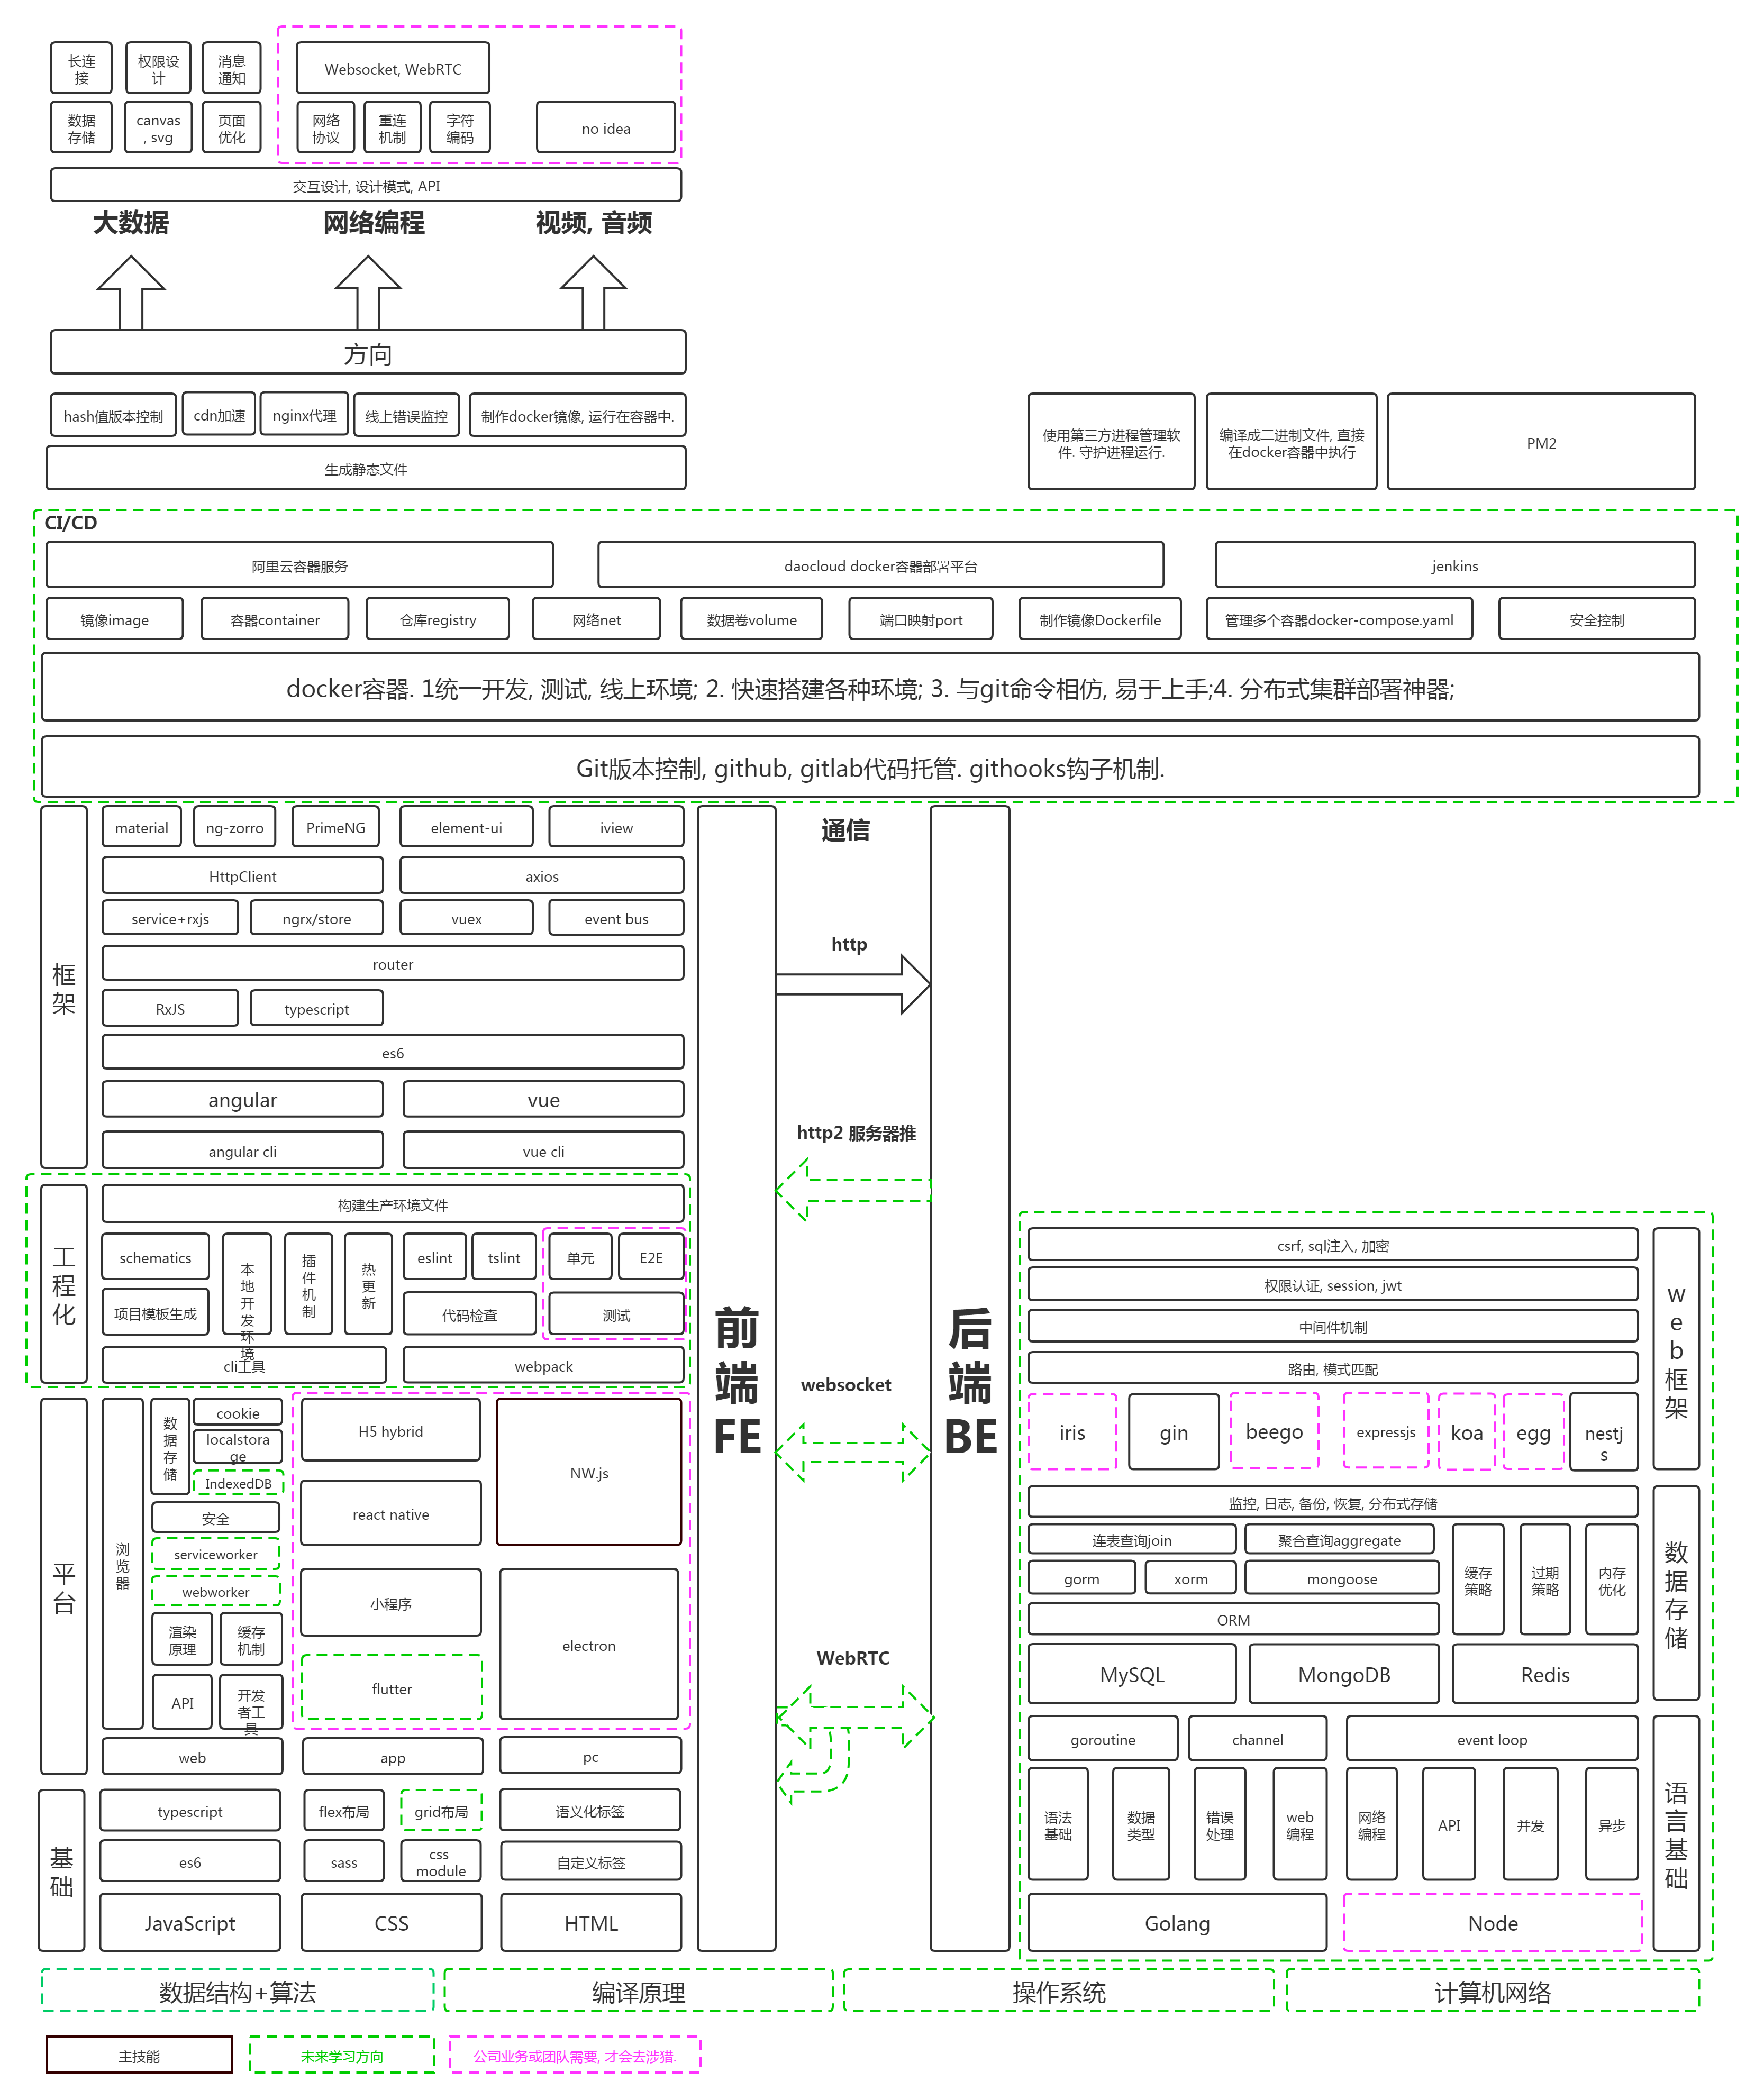 长连
接
权限设
计
消息
通知
Websocket, WebRTC
数据
存储
canvas
, svg
页面
优化
网络
协议
重连
机制
字符
编码
no idea
交互设计, 设计模式, API
大数据
网络编程
视频, 音频
方向
hash值版本控制
cdn加速
nginx代理
线上错误监控
制作docker镜像, 运行在容器中.
生成静态文件
使用第三方进程管理软
件. 守护进程运行.
编译成二进制文件, 直接
在docker容器中执行
PM2
CI/CD
阿里云容器服务
daocloud docker容器部署平台
jenkins
镜像image
容器container
仓库registry
网络net
数据卷volume
端口映射port
制作镜像Dockerfile
管理多个容器docker-compose.yaml
安全控制
docker容器. 1统一开发, 测试, 线上环境; 2. 快速搭建各种环境; 3. 与git命令相仿, 易于上手;4. 分布式集群部署神器;
Git版本控制, github, gitlab代码托管. githooks钩子机制.
框
架
material
ng-zorro
PrimeNG
element-ui
iview
HttpClient
axios
service+rxjs
ngrx/store
vuex
event bus
router
RxJS
typescript
es6
angular
vue
angular cli
vue cli
工
程
化
构建生产环境文件
schematics
项目模板生成
本
地
开
发
环
境
插
件
机
制
热
更
新
eslint
tslint
代码检查
单元
E2E
测试
cli工具
webpack
平
台
浏
览
器
数
据
存
储
cookie
localstora
ge
IndexedDB
安全
serviceworker
webworker
渲染
原理
缓存
机制
API
开发
者工
具
H5 hybrid
react native
小程序
flutter
NW.js
electron
web
app
pc
基
础
typescript
flex布局
grid布局
语义化标签
es6
sass
css
module
自定义标签
JavaScript
CSS
HTML
前
端
FE
通信
http
http2 服务器推
websocket
WebRTC
后
端
BE
csrf, sql注入, 加密
权限认证, session, jwt
中间件机制
路由, 模式匹配
iris
gin
beego
expressjs
koa
egg
nestj
s
w
e
b
框
架
监控, 日志, 备份, 恢复, 分布式存储
连表查询join
聚合查询aggregate
gorm
xorm
mongoose
ORM
缓存
策略
过期
策略
内存
优化
MySQL
MongoDB
Redis
数
据
存
储
goroutine
channel
event loop
语法
基础
数据
类型
错误
处理
web
编程
网络
编程
API
并发
异步
Golang
Node
语
言
基
础
数据结构+算法
编译原理
操作系统
计算机网络
主技能
未来学习方向
公司业务或团队需要, 才会去涉猎.